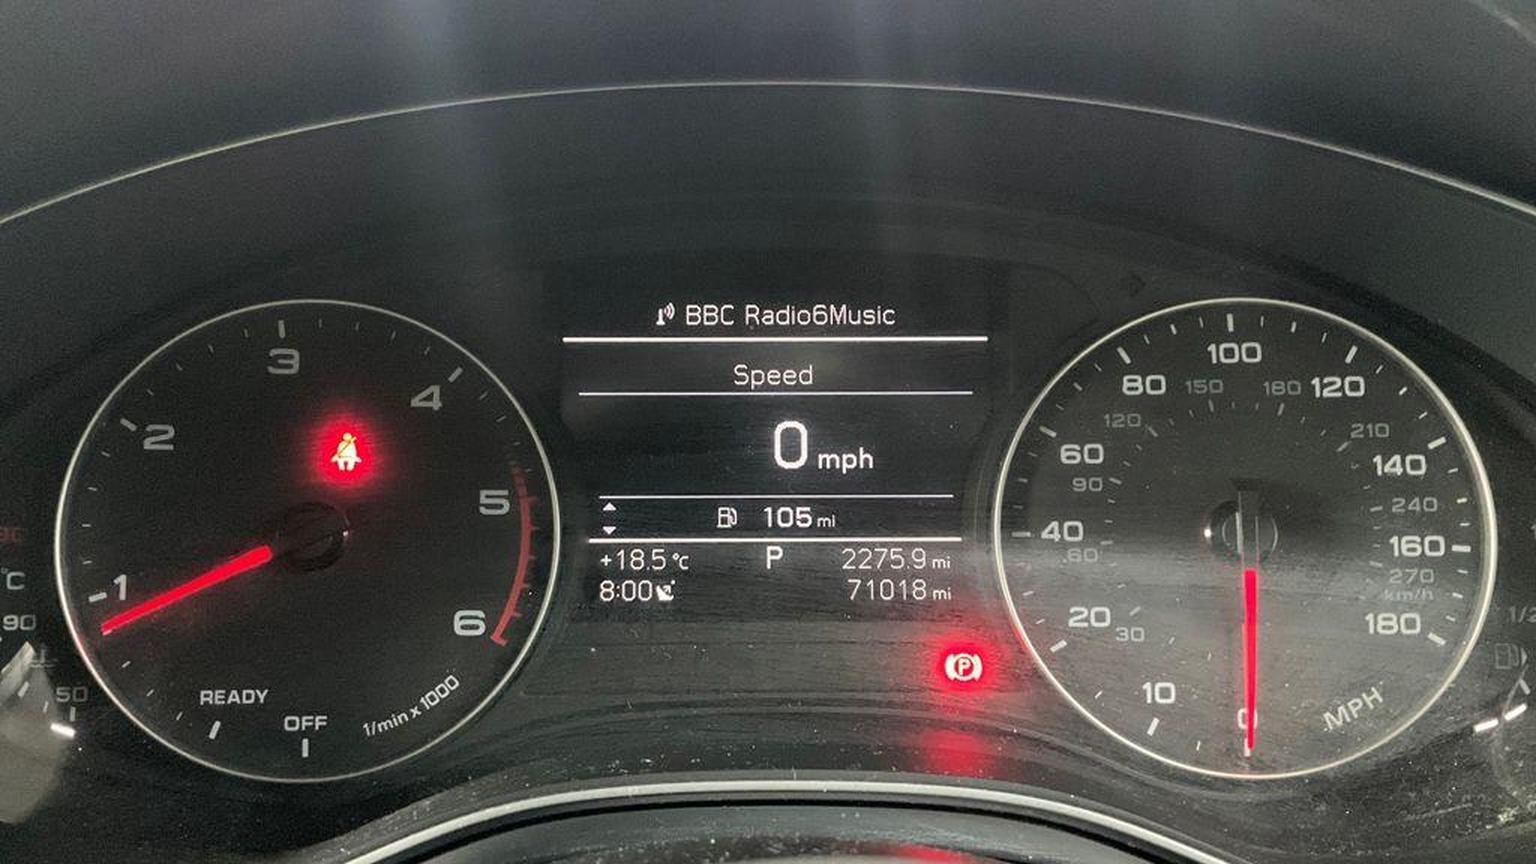 BBC Radio6Music
Speed
0 mph
105 mi
+18.5 °C P 2275.9 mi
8:00 71018 mi
1
2
3
4
5
6
READY
OFF
1/min x 1000
°C
90
50
P
0
10
20
40
60
80
100
120
140
160
180
MPH
30
60
90
120
150
180
210
240
270
km/h